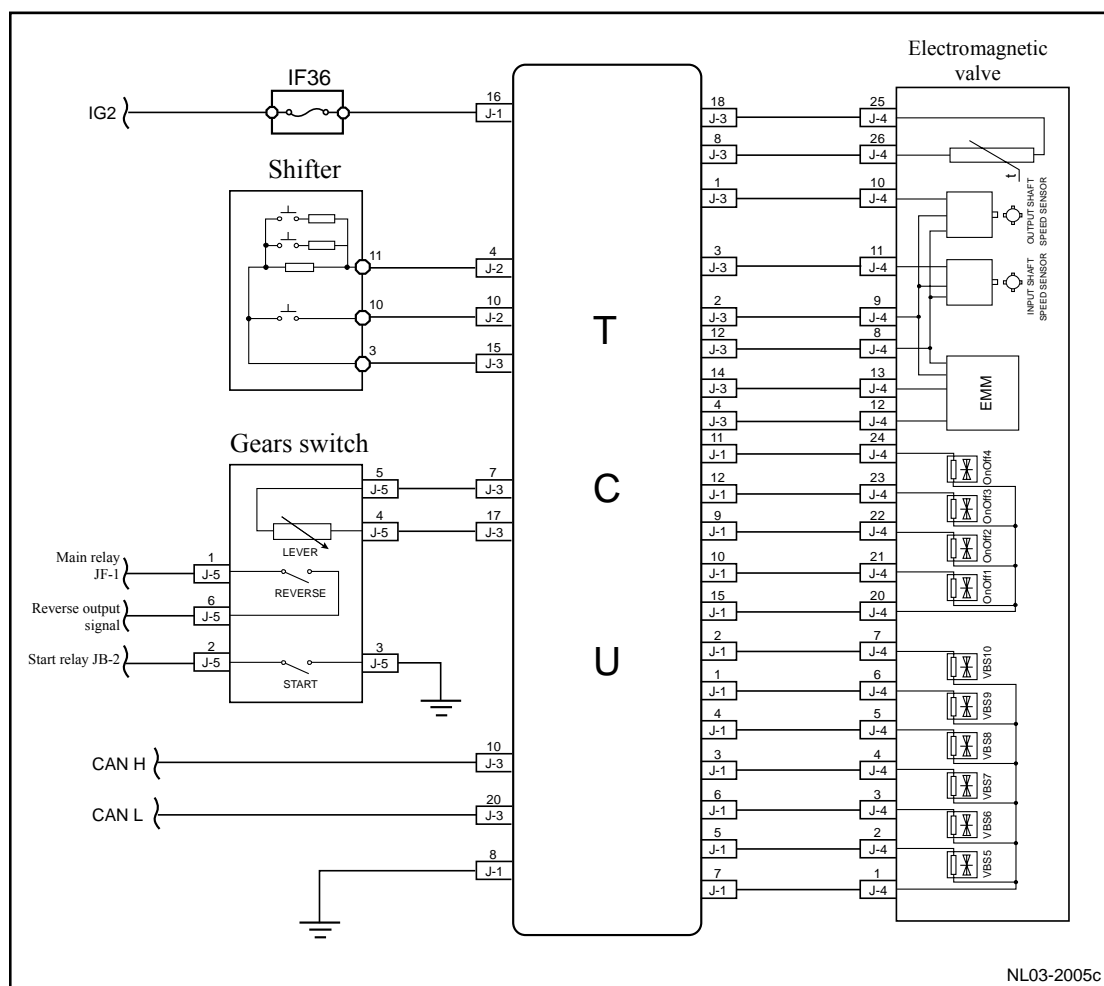 Electromagnetic
valve
IF36
IG2
16
J-1
Shifter
11
4
J-2
10
10
J-2
3
15
J-3
Gears switch
5
J-5
7
J-3
4
J-5
17
J-3
LEVER
Main relay
JF-1
1
J-5
REVERSE
Reverse output
signal
6
J-5
Start relay JB-2
2
J-5
START
3
J-5
CAN H
10
J-3
CAN L
20
J-3
8
J-1
T
C
U
18
J-3
25
J-4
8
J-3
26
J-4
t
1
J-3
10
J-4
OUTPUT SHAFT
SPEED SENSOR
3
J-3
11
J-4
INPUT SHAFT
SPEED SENSOR
2
J-3
9
J-4
12
J-3
8
J-4
14
J-3
13
J-4
EMM
4
J-3
12
J-4
11
J-1
24
J-4
OnOff4
12
J-1
23
J-4
OnOff3
9
J-1
22
J-4
OnOff2
10
J-1
21
J-4
OnOff1
15
J-1
20
J-4
2
J-1
7
J-4
VBS10
1
J-1
6
J-4
VBS9
4
J-1
5
J-4
VBS8
3
J-1
4
J-4
VBS7
6
J-1
3
J-4
VBS6
5
J-1
2
J-4
VBS5
7
J-1
1
J-4
NL03-2005c